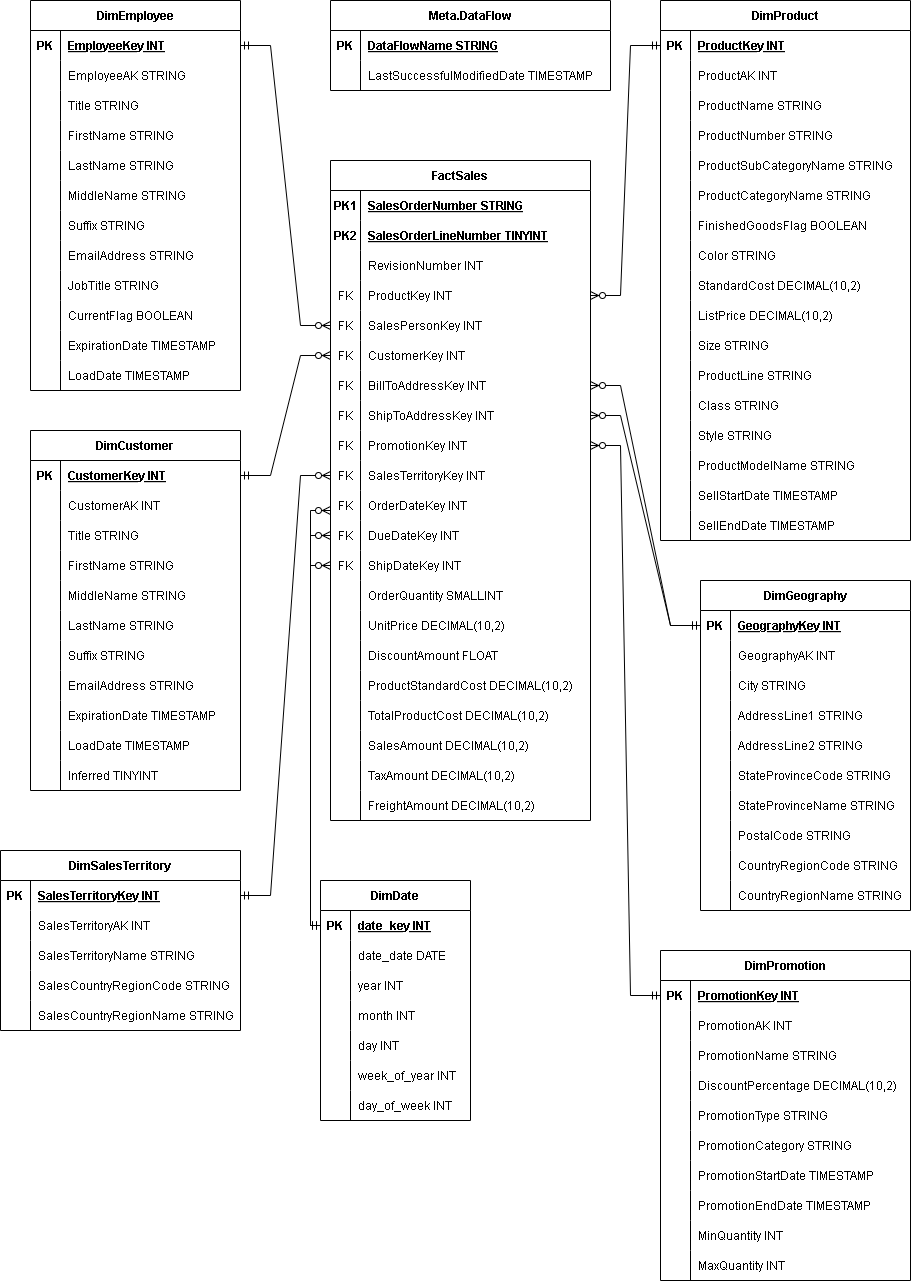 DimEmployee
PK EmployeeKey INT
EmployeeAK STRING
Title STRING
FirstName STRING
LastName STRING
MiddleName STRING
Suffix STRING
EmailAddress STRING
JobTitle STRING
CurrentFlag BOOLEAN
ExpirationDate TIMESTAMP
LoadDate TIMESTAMP
Meta.DataFlow
PK DataFlowName STRING
LastSuccessfulModifiedDate TIMESTAMP
DimProduct
PK ProductKey INT
ProductAK INT
ProductName STRING
ProductNumber STRING
ProductSubCategoryName STRING
ProductCategoryName STRING
FinishedGoodsFlag BOOLEAN
Color STRING
StandardCost DECIMAL(10,2)
ListPrice DECIMAL(10,2)
Size STRING
ProductLine STRING
Class STRING
Style STRING
ProductModelName STRING
SellStartDate TIMESTAMP
SellEndDate TIMESTAMP
FactSales
PK1 SalesOrderNumber STRING
PK2 SalesOrderLineNumber TINYINT
RevisionNumber INT
FK ProductKey INT
FK SalesPersonKey INT
FK CustomerKey INT
FK BillToAddressKey INT
FK ShipToAddressKey INT
FK PromotionKey INT
FK SalesTerritoryKey INT
FK OrderDateKey INT
FK DueDateKey INT
FK ShipDateKey INT
OrderQuantity SMALLINT
UnitPrice DECIMAL(10,2)
DiscountAmount FLOAT
ProductStandardCost DECIMAL(10,2)
TotalProductCost DECIMAL(10,2)
SalesAmount DECIMAL(10,2)
TaxAmount DECIMAL(10,2)
FreightAmount DECIMAL(10,2)
DimCustomer
PK CustomerKey INT
CustomerAK INT
Title STRING
FirstName STRING
MiddleName STRING
LastName STRING
Suffix STRING
EmailAddress STRING
ExpirationDate TIMESTAMP
LoadDate TIMESTAMP
Inferred TINYINT
DimGeography
PK GeographyKey INT
GeographyAK INT
City STRING
AddressLine1 STRING
AddressLine2 STRING
StateProvinceCode STRING
StateProvinceName STRING
PostalCode STRING
CountryRegionCode STRING
CountryRegionName STRING
DimSalesTerritory
PK SalesTerritoryKey INT
SalesTerritoryAK INT
SalesTerritoryName STRING
SalesCountryRegionCode STRING
SalesCountryRegionName STRING
DimDate
PK date_key INT
date_date DATE
year INT
month INT
day INT
week_of_year INT
day_of_week INT
DimPromotion
PK PromotionKey INT
PromotionAK INT
PromotionName STRING
DiscountPercentage DECIMAL(10,2)
PromotionType STRING
PromotionCategory STRING
PromotionStartDate TIMESTAMP
PromotionEndDate TIMESTAMP
MinQuantity INT
MaxQuantity INT